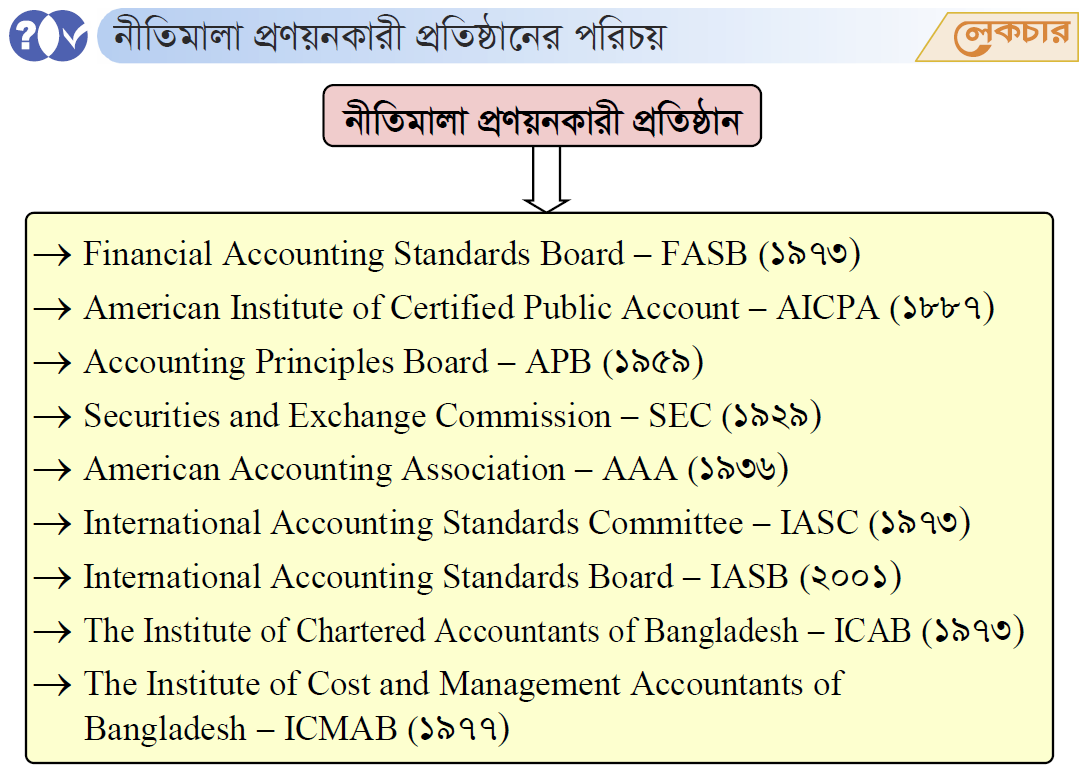 নীতিমালা প্রণয়নকারী প্রতিষ্ঠানের পরিচয়
লেকচার
নীতিমালা প্রণয়নকারী প্রতিষ্ঠান
→ Financial Accounting Standards Board – FASB (১৯৭৩)
→ American Institute of Certified Public Account – AICPA (১৮৮৭)
→ Accounting Principles Board – APB (১৯৫৯)
→ Securities and Exchange Commission – SEC (১৯২৯)
→ American Accounting Association – AAA (১৯৩৬)
→ International Accounting Standards Committee – IASC (১৯৭৩)
→ International Accounting Standards Board – IASB (২০০১)
→ The Institute of Chartered Accountants of Bangladesh – ICAB (১৯৭৩)
→ The Institute of Cost and Management Accountants of
Bangladesh – ICMAB (১৯৭৭)